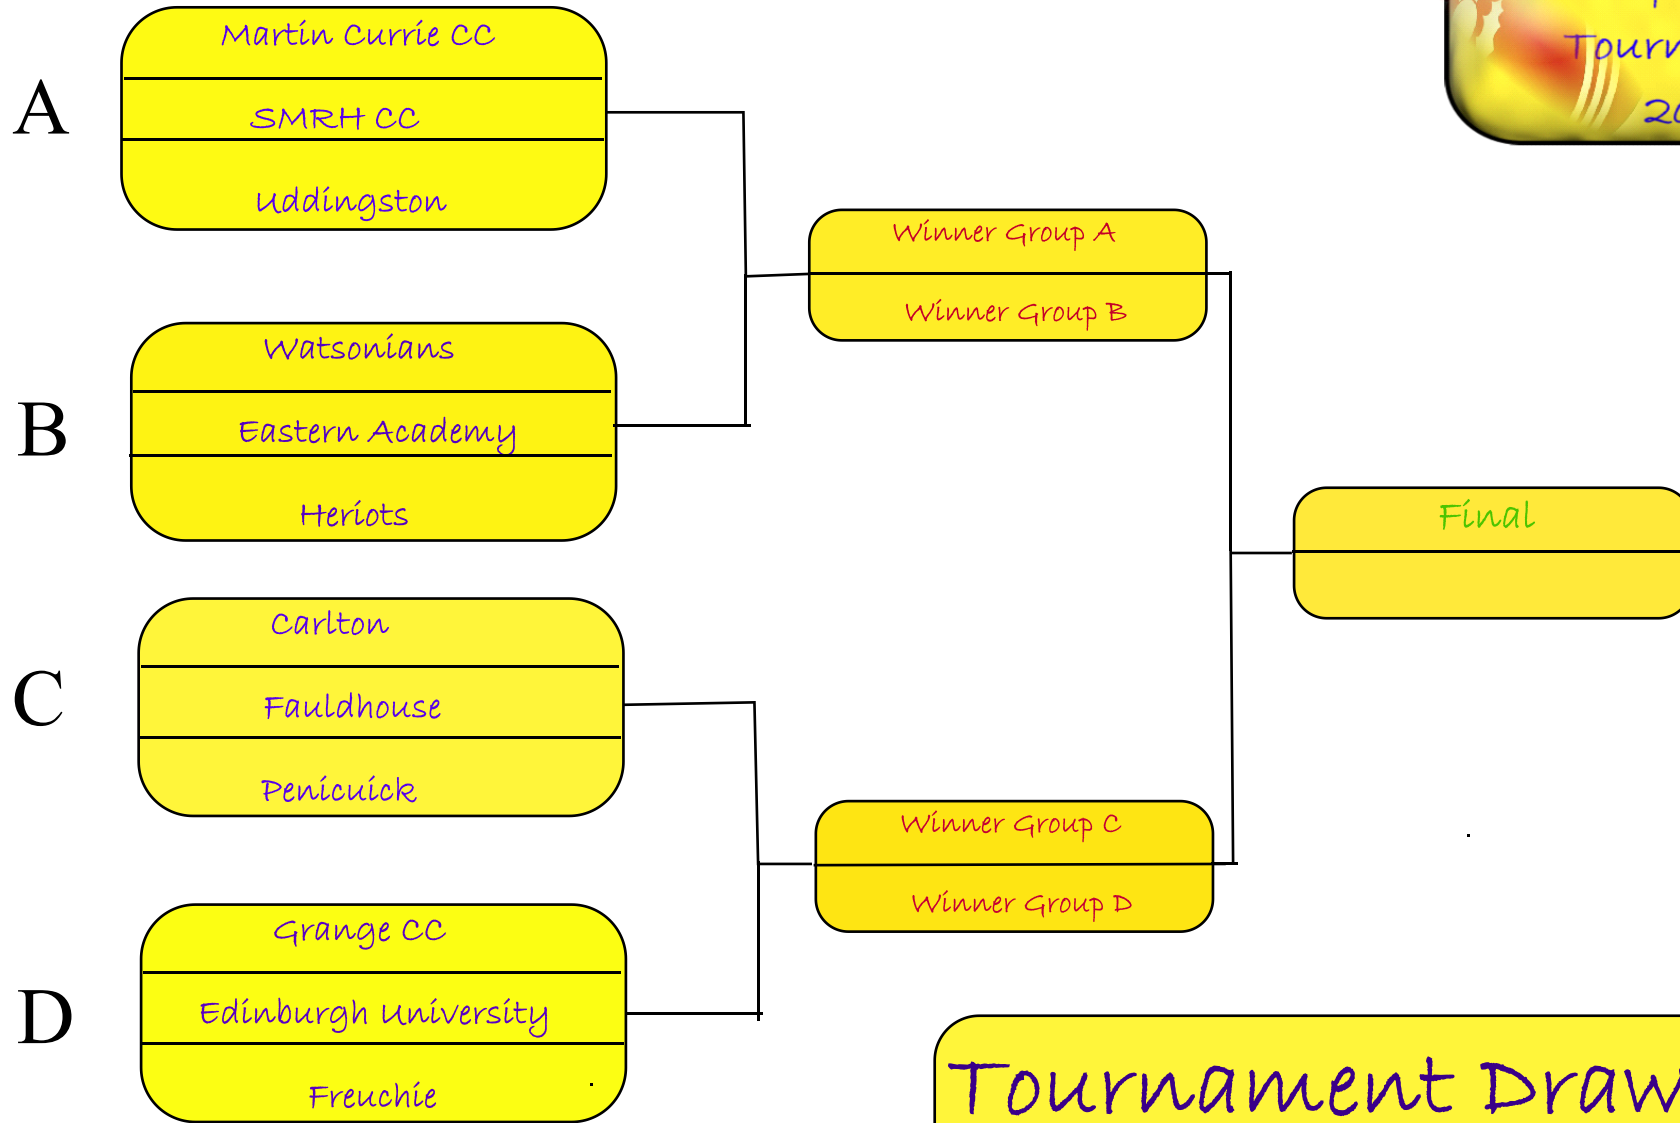 A
Martin Currie CC
SMRH CC
Uddingston
B
Watsonians
Eastern Academy
Heriots
C
Carlton
Fauldhouse
Penicuick
D
Grange CC
Edinburgh University
Freuchie
Winner Group A
Winner Group B
Winner Group C
Winner Group D
Final
Tournament Draw